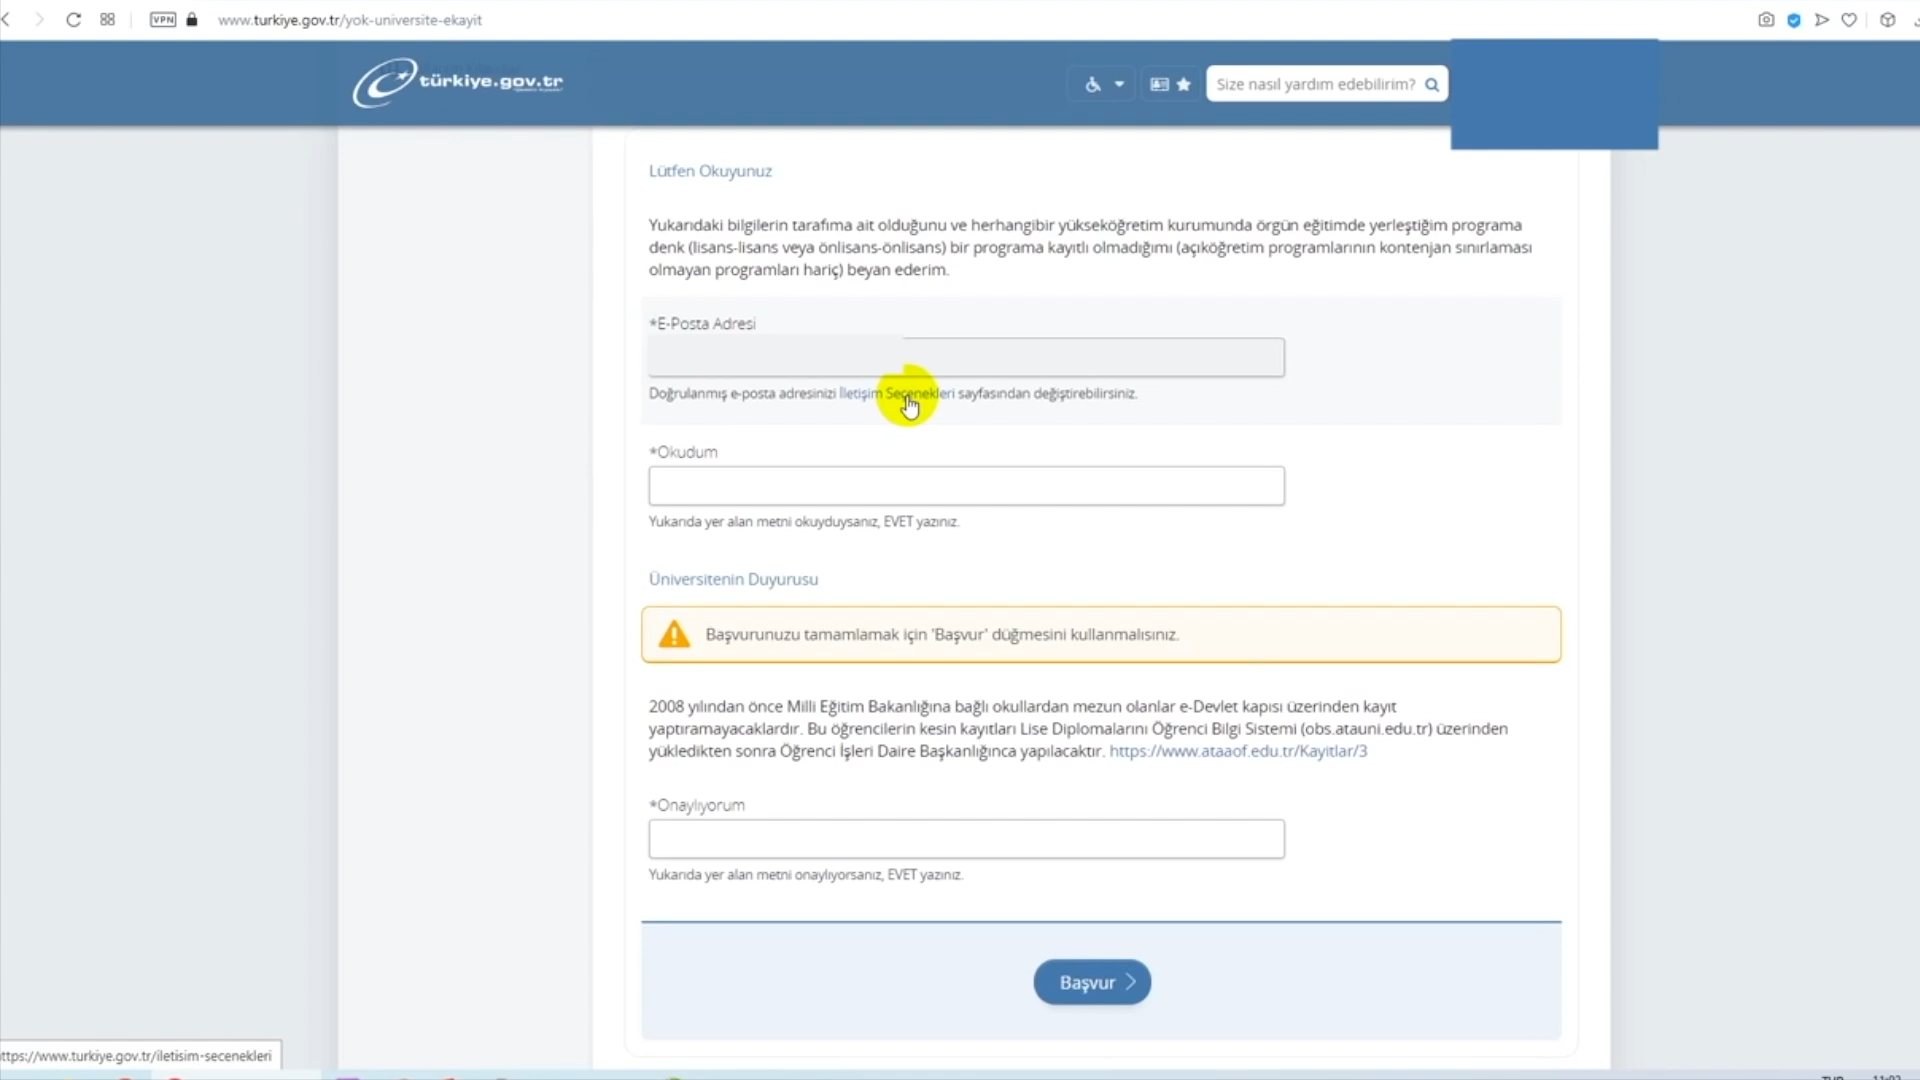 VPN www.turkiye.gov.tr/yok-universite-ekayit
türkiye.gov.tr
Size nasıl yardım edebilirim?
Lütfen Okuyunuz
Yukarıdaki bilgilerin tarafıma ait olduğunu ve herhangibir yükseköğretim kurumunda örgün eğitimde yerleştiğim programa
denk (lisans-lisans veya önlisans-önlisans) bir programa kayıtlı olmadığımı (açıköğretim programlarının kontenjan sınırlaması
olmayan programları hariç) beyan ederim.
*E-Posta Adresi
Doğrulanmış e-posta adresinizi İletişim Seçenekleri sayfasından değiştirebilirsiniz.
*Okudum
Yukarıda yer alan metni okuyduysanız, EVET yazınız.
Üniversitenin Duyurusu
Başvurunuzu tamamlamak için 'Başvur' düğmesini kullanmalısınız.
2008 yılından önce Milli Eğitim Bakanlığına bağlı okullardan mezun olanlar e-Devlet kapısı üzerinden kayıt
yaptıramayacaklardır. Bu öğrencilerin kesin kayıtları Lise Diplomalarını Öğrenci Bilgi Sistemi (obs.atauni.edu.tr) üzerinden
yükledikten sonra Öğrenci İşleri Daire Başkanlığınca yapılacaktır. https://www.ataaof.edu.tr/Kayitlar/3
*Onaylıyorum
Yukarıda yer alan metni onaylıyorsanız, EVET yazınız.
Başvur
ttps://www.turkiye.gov.tr/iletisim-secenekleri